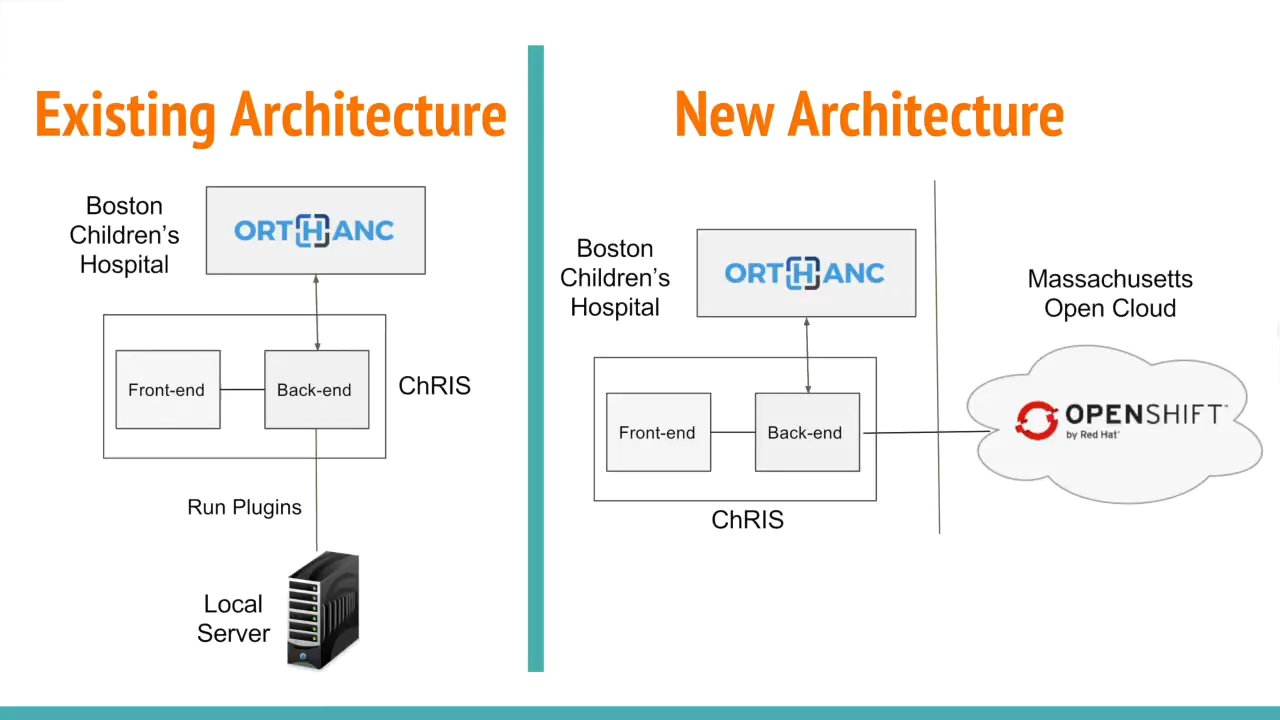 Existing Architecture
Boston
Children's
Hospital
ORTHANC
Front-end
Back-end
ChRIS
Run Plugins
Local
Server
New Architecture
Boston
Children's
Hospital
ORTHANC
Massachusetts
Open Cloud
Front-end
Back-end
OPENSHIFT
by Red Hat®
ChRIS